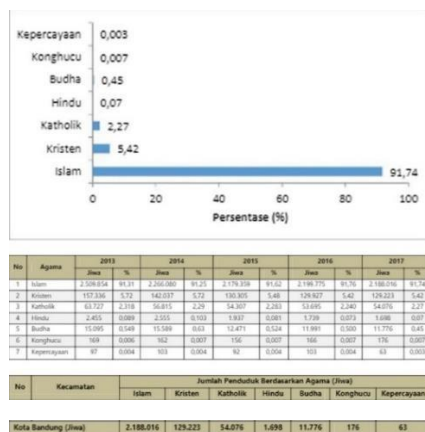 Kepercayaan 0,003
Konghucu 0,007
Budha 0,45
Hindu 0,07
Katholik 2,27
Kristen 5,42
Islam 91,74
0 20 40 60 80 100
Persentase (%)
No Agama 2013 2014 2015 2016 2017
Jiwa % Jiwa % Jiwa % Jiwa % Jiwa %
1 Islam 2.509.854 91,31 2.266.080 91,25 2.179.359 91,62 2.199.775 91,76 2.188.016 91,74
2 Kristen 157.336 5,72 142.037 5,72 130.305 5,48 129.927 5,42 129.223 5,42
3 Katholik 63.727 2,318 56.815 2,29 54.307 2,283 53.695 2,240 54.076 2,27
4 Hindu 2.455 0,089 2.555 0,103 1.937 0,081 1.739 0,073 1.698 0,07
5 Budha 15.095 0,549 15.589 0,63 12.471 0,524 11.991 0,500 11.776 0,45
6 Konghucu 169 0,006 162 0,007 156 0,007 166 0,007 176 0,007
7 Kepercayaan 97 0,004 103 0,004 92 0,004 103 0,004 63 0,003
No Kecamatan Jumlah Penduduk Berdasarkan Agama (Jiwa)
Islam Kristen Katholik Hindu Budha Konghucu Kepercayaan
Kota Bandung (Jiwa) 2.188.016 129.223 54.076 1.698 11.776 176 63